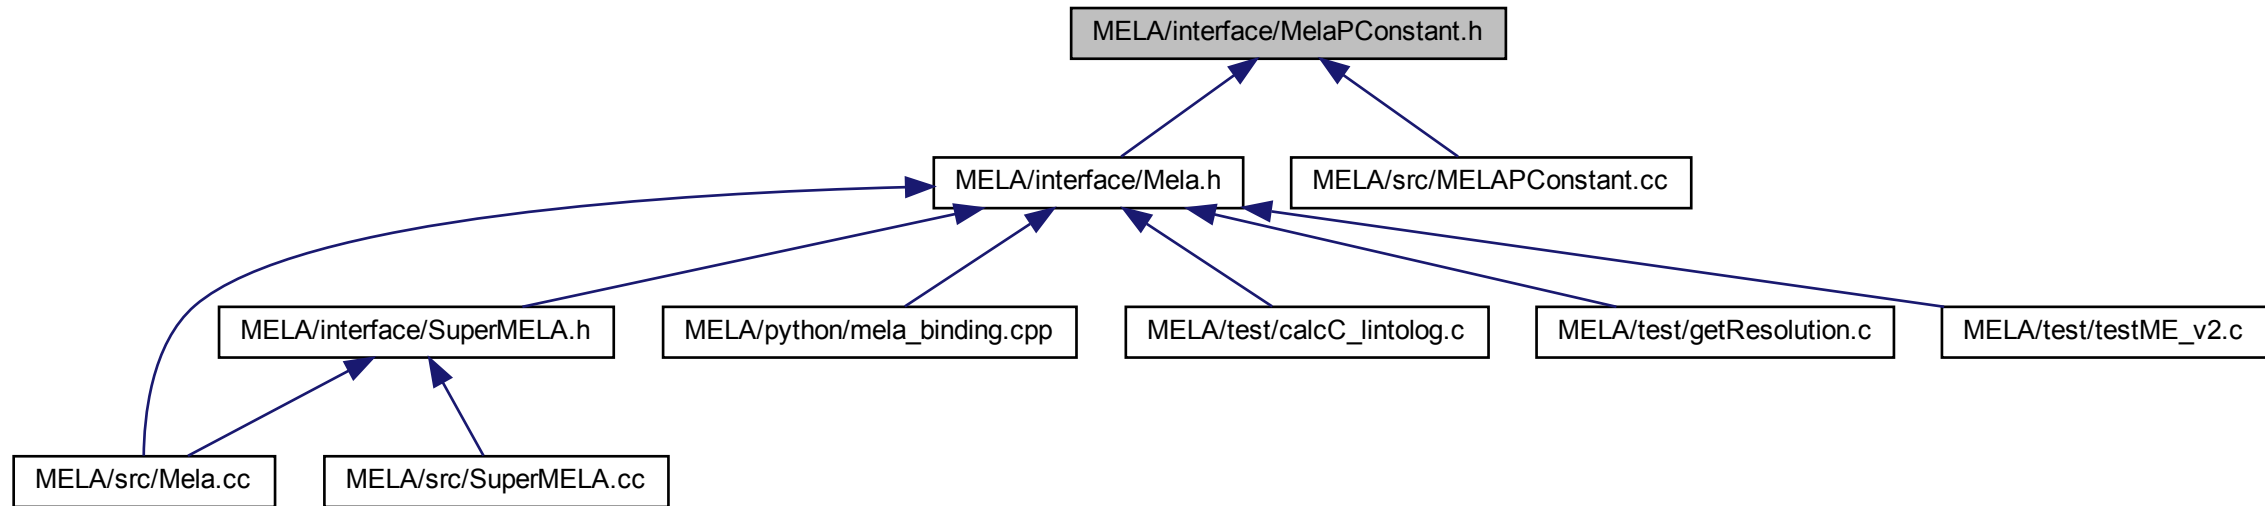 MELA/interface/MelaPConstant.h
MELA/interface/Mela.h
MELA/src/MELAPConstant.cc
MELA/interface/SuperMELA.h
MELA/python/mela_binding.cpp
MELA/test/calcC_lintolog.c
MELA/test/getResolution.c
MELA/test/testME_v2.c
MELA/src/Mela.cc
MELA/src/SuperMELA.cc